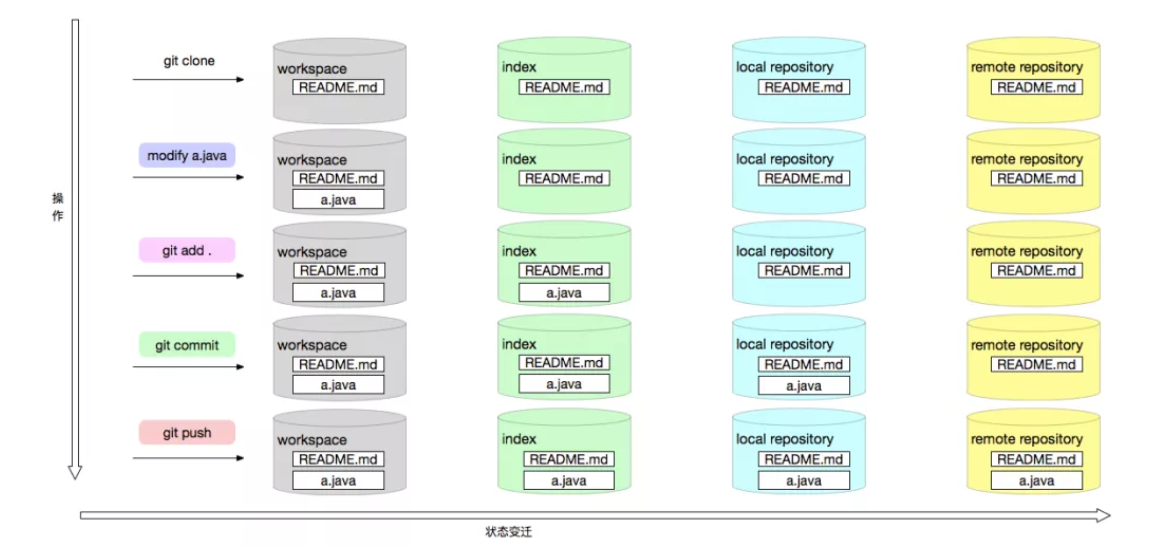 git clone
workspace
README.md
index
README.md
local repository
README.md
remote repository
README.md
modify a.java
workspace
README.md
a.java
index
README.md
local repository
README.md
remote repository
README.md
操
作
git add .
workspace
README.md
a.java
index
README.md
a.java
local repository
README.md
remote repository
README.md
git commit
workspace
README.md
a.java
index
README.md
a.java
local repository
README.md
a.java
remote repository
README.md
git push
workspace
README.md
a.java
index
README.md
a.java
local repository
README.md
a.java
remote repository
README.md
a.java
状态变迁